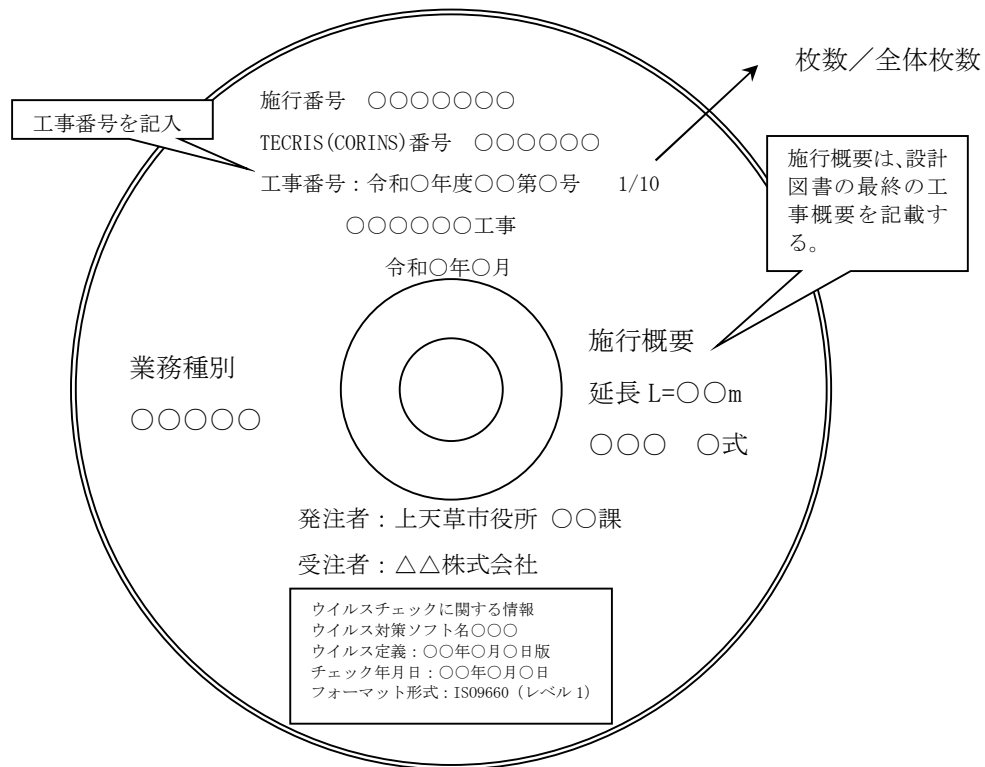 枚数／全体枚数
施行番号　○○○○○○○
工事番号を記入
TECRIS(CORINS)番号　○○○○○○
施行概要は、設計
図書の最終の工
事概要を記載す
る。
工事番号：令和○年度○○第○号　1/10
○○○○○○工事
令和○年○月
業務種別
○○○○○
施行概要
延長 L=○○m
○○○　○式
発注者：上天草市役所 ○○課
受注者：△△株式会社
ウイルスチェックに関する情報
ウイルス対策ソフト名○○○
ウイルス定義：○○年○月○日版
チェック年月日：○○年○月○日
フォーマット形式：ISO9660（レベル 1）